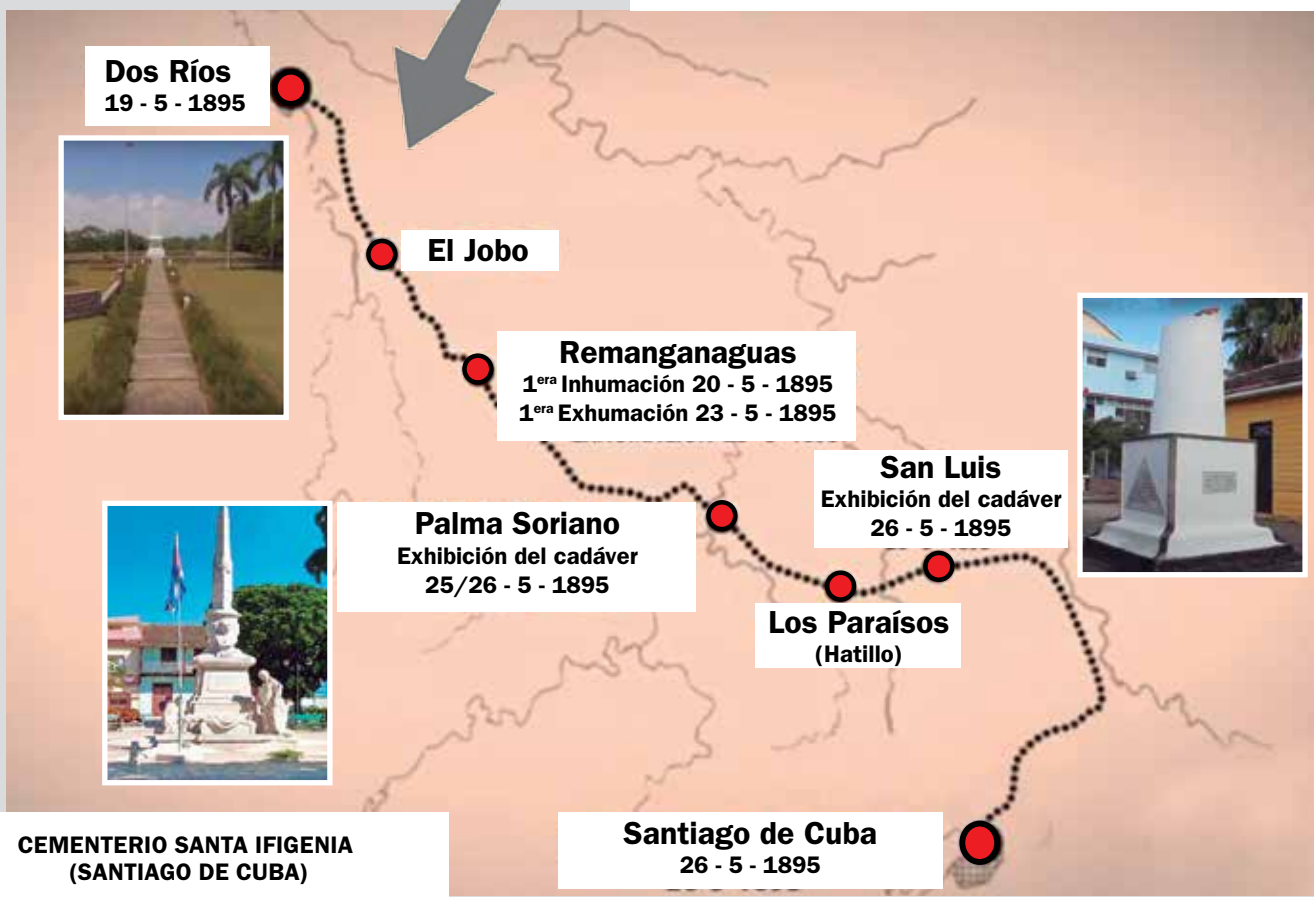 Dos Ríos
19 - 5 - 1895
El Jobo
Remanganaguas
1era Inhumación 20 - 5 - 1895
1era Exhumación 23 - 5 - 1895
San Luis
Exhibición del cadáver
26 - 5 - 1895
Palma Soriano
Exhibición del cadáver
25/26 - 5 - 1895
Los Paraísos
(Hatillo)
Santiago de Cuba
26 - 5 - 1895
CEMENTERIO SANTA IFIGENIA
(SANTIAGO DE CUBA)